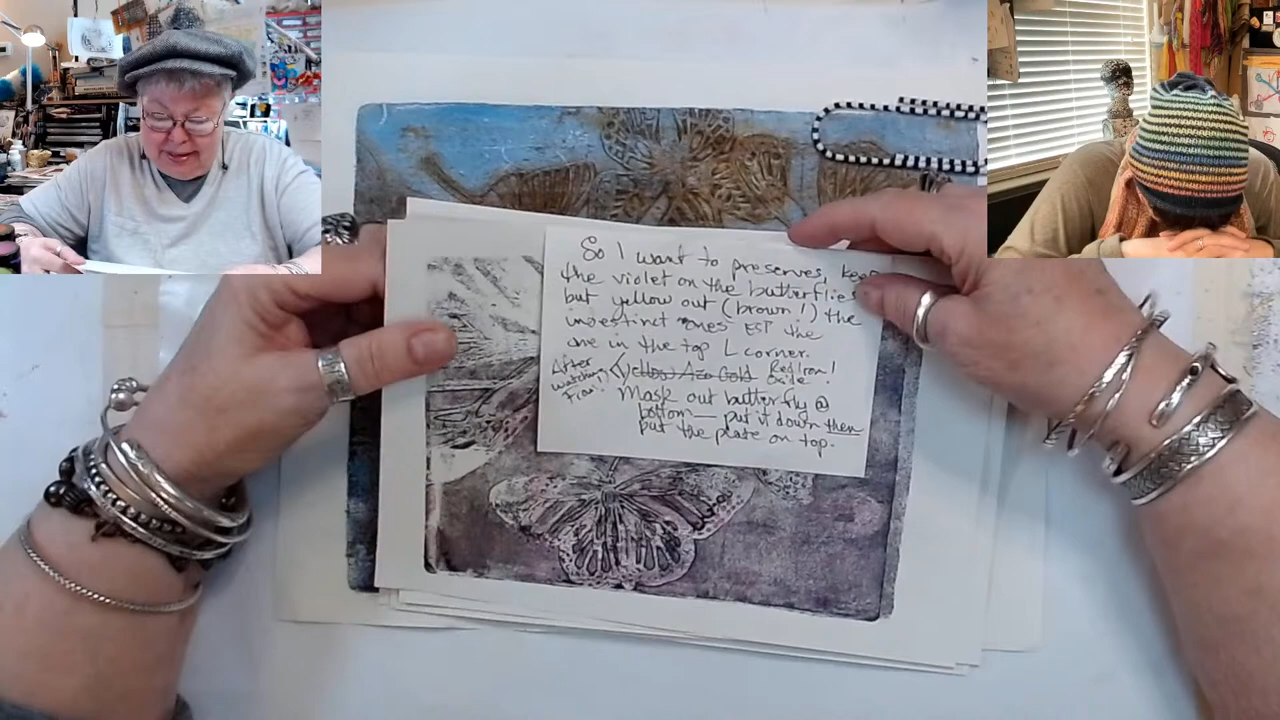 So I want to preserves, keep
the violet on the butterflies
but yellow out (brown!) the
indestinct ones EST the
one in the top L corner.
After watching Fran! Yellow Azo Gold Red Iron! Oxide
Mask out butterfly @
bottom— put it down then
put the plate on top.